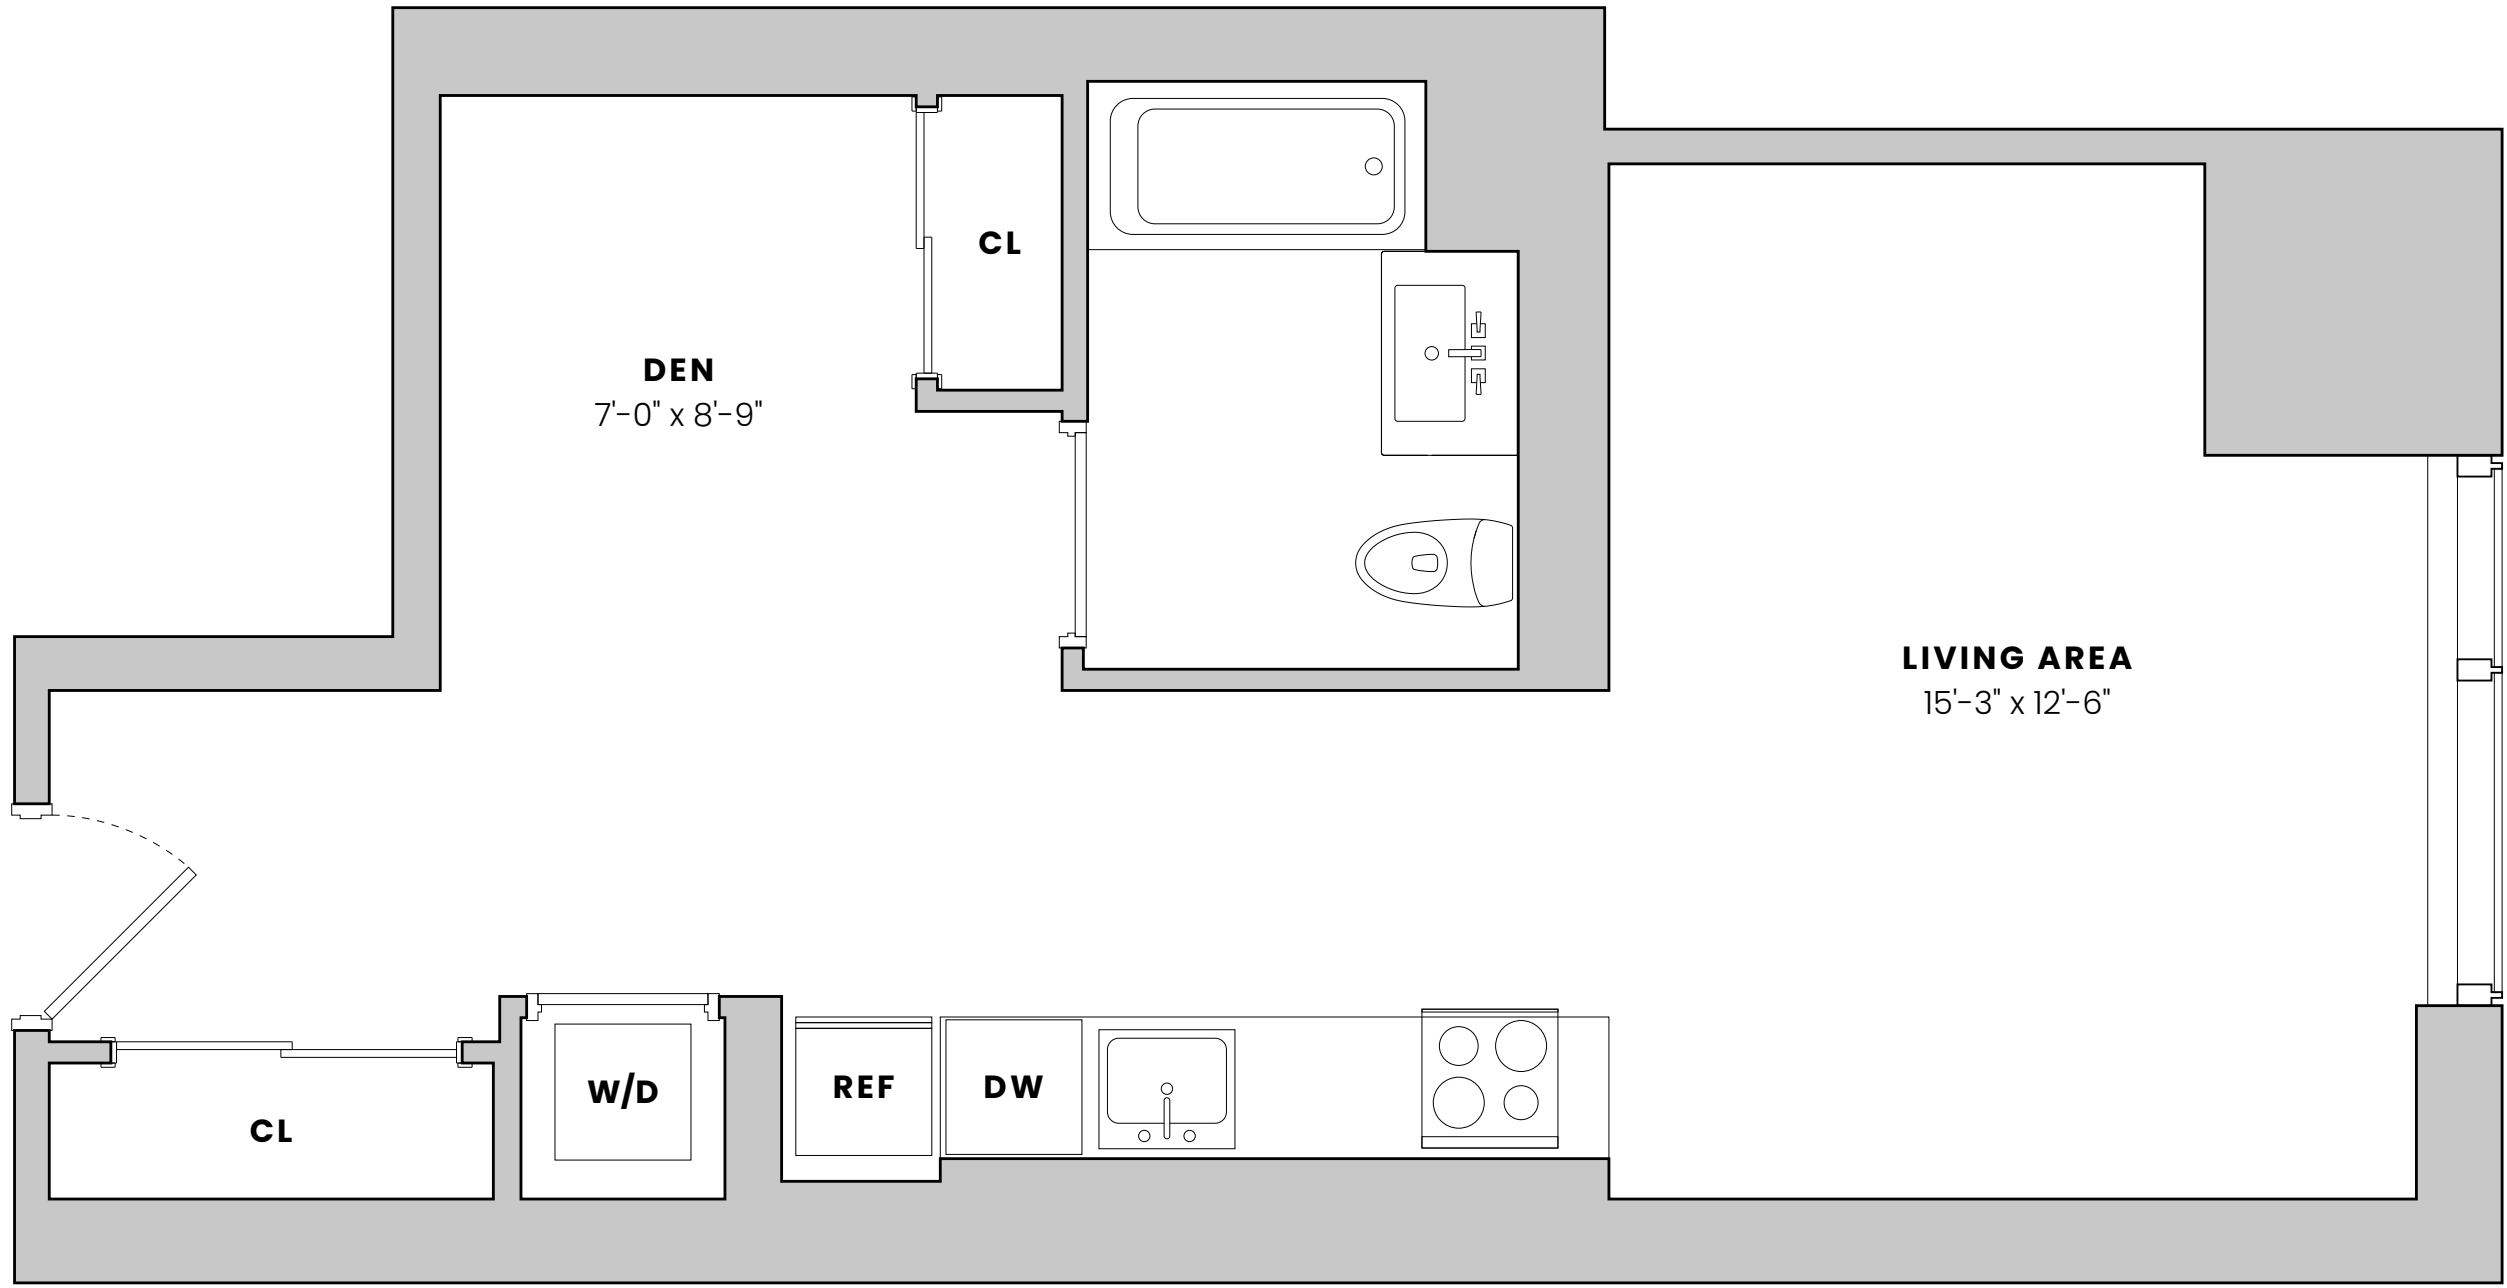 CL
DEN
7'-0" x 8'-9"
LIVING AREA
15'-3" x 12'-6"
W/D
REF
DW
CL